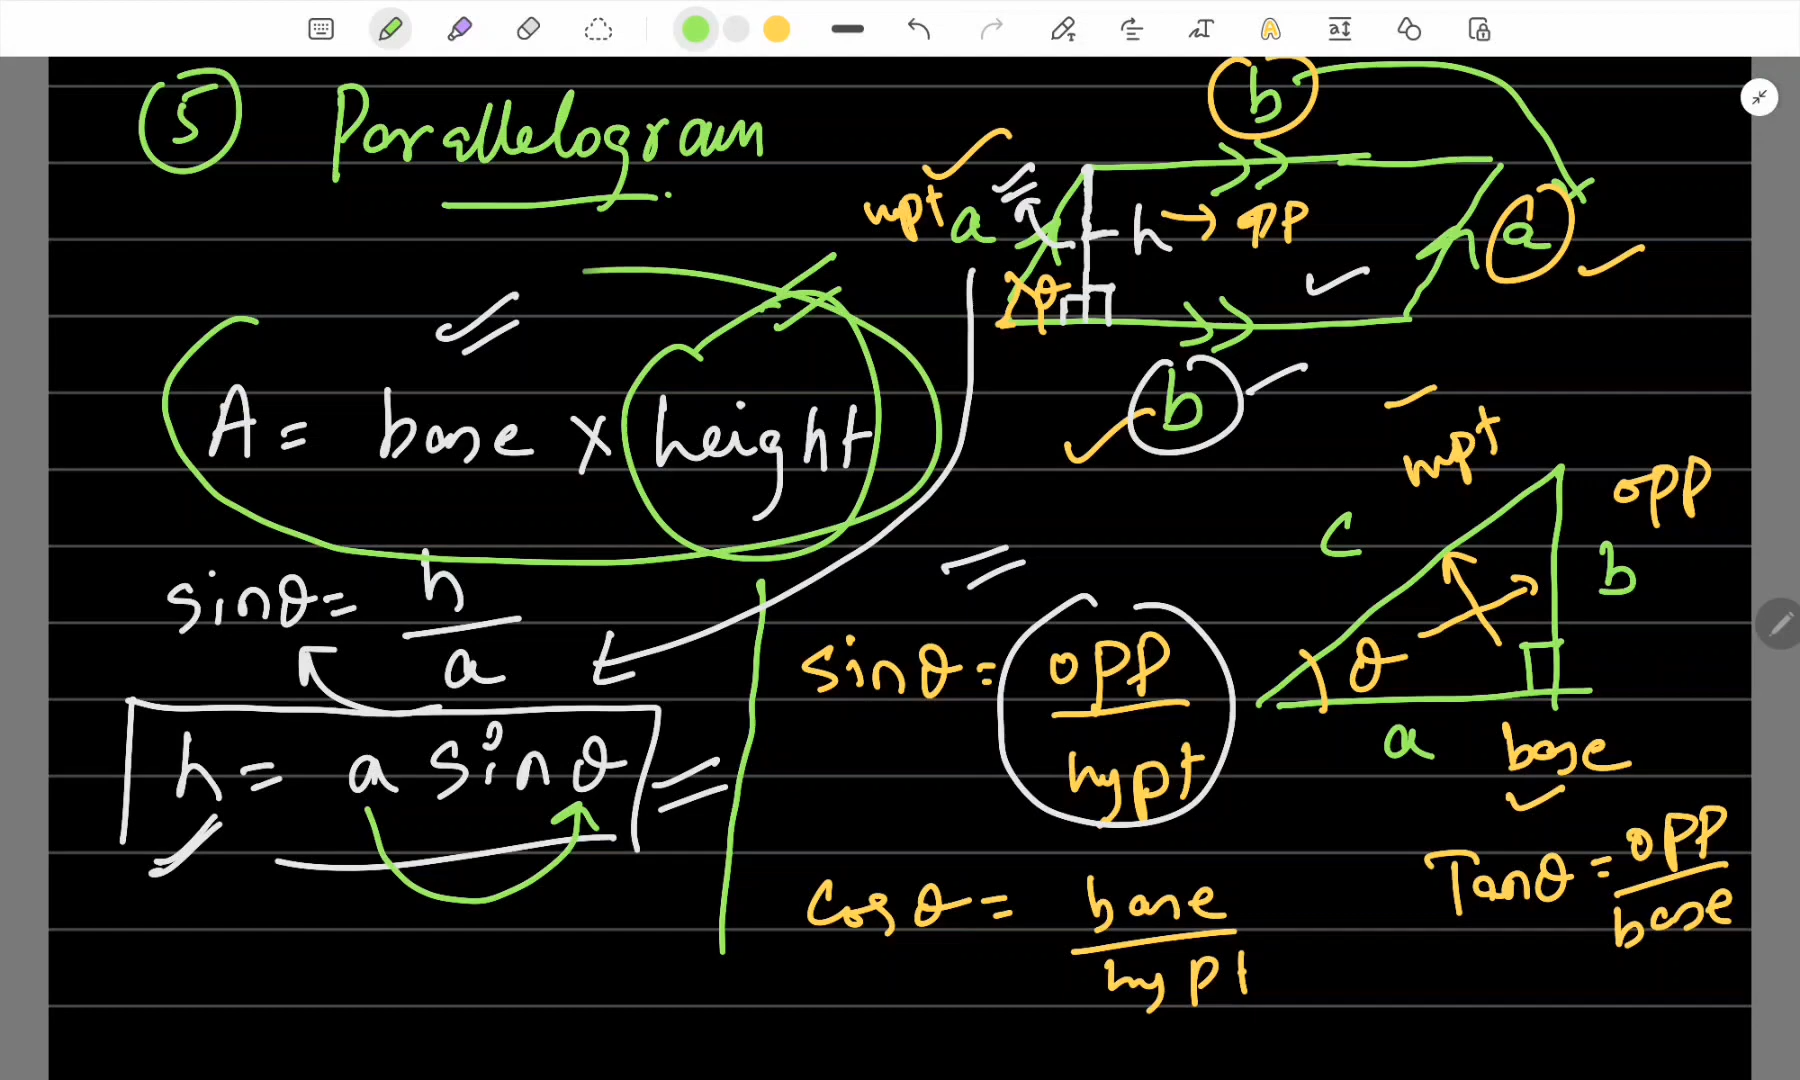 5 Parallelogram
b
hypt a h → opp a
θ
b
A = base × height
hypt
opp
c
b
θ
a base
sinθ = h/a
h = a sinθ
sinθ = opp/hypt
cosθ = base/hypt
Tanθ = opp/base